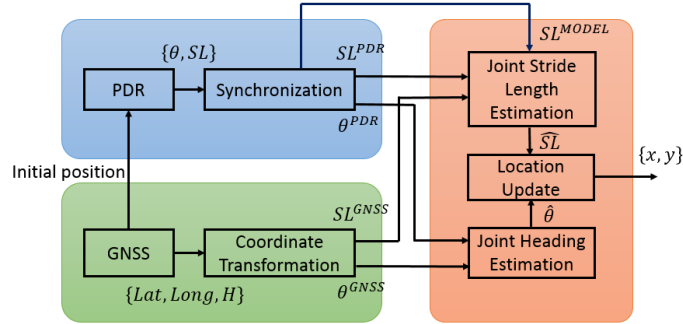 {θ, SL}
SL^{PDR}
SL^{MODEL}
PDR
Synchronization
Joint Stride
Length
Estimation
θ^{PDR}
\widehat{SL}
{x, y}
Initial position
Location
Update
SL^{GNSS}
\hat{θ}
GNSS
Coordinate
Transformation
Joint Heading
Estimation
{Lat, Long, H}
θ^{GNSS}